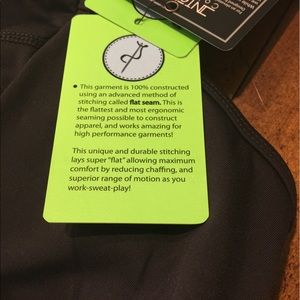 • This garment is 100% constructed
using an advanced method of
stitching called flat seam. This is
the flattest and most ergonomic
seaming possible to construct
apparel, and works amazing for
high performance garments!
This unique and durable stitching
lays super "flat" allowing maximum
comfort by reducing chaffing, and
superior range of motion as you
work-sweat-play!